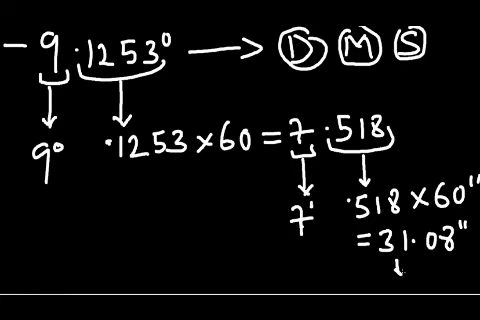 - 9.1253° → D M S
9° .1253 × 60 = 7.518
7' .518 × 60"
= 31.08"